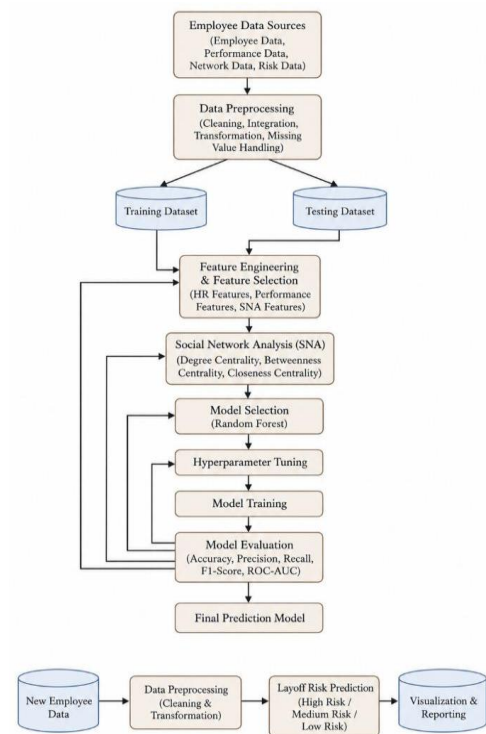 Employee Data Sources
(Employee Data,
Performance Data,
Network Data, Risk Data)
Data Preprocessing
(Cleaning, Integration,
Transformation, Missing
Value Handling)
Training Dataset
Testing Dataset
Feature Engineering
& Feature Selection
(HR Features, Performance
Features, SNA Features)
Social Network Analysis (SNA)
(Degree Centrality, Betweenness
Centrality, Closeness Centrality)
Model Selection
(Random Forest)
Hyperparameter Tuning
Model Training
Model Evaluation
(Accuracy, Precision, Recall,
F1-Score, ROC-AUC)
Final Prediction Model
New Employee
Data
Data Preprocessing
(Cleaning &
Transformation)
Layoff Risk Prediction
(High Risk /
Medium Risk /
Low Risk)
Visualization &
Reporting